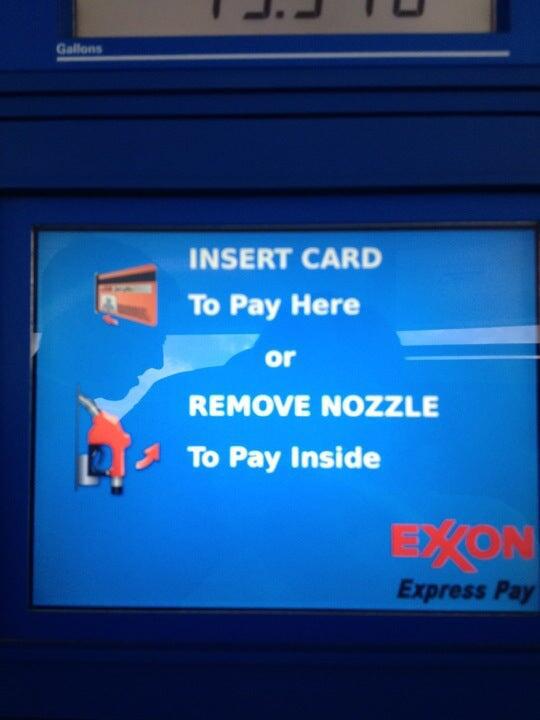 Gallons
INSERT CARD
To Pay Here
or
REMOVE NOZZLE
To Pay Inside
EXXON
Express Pay